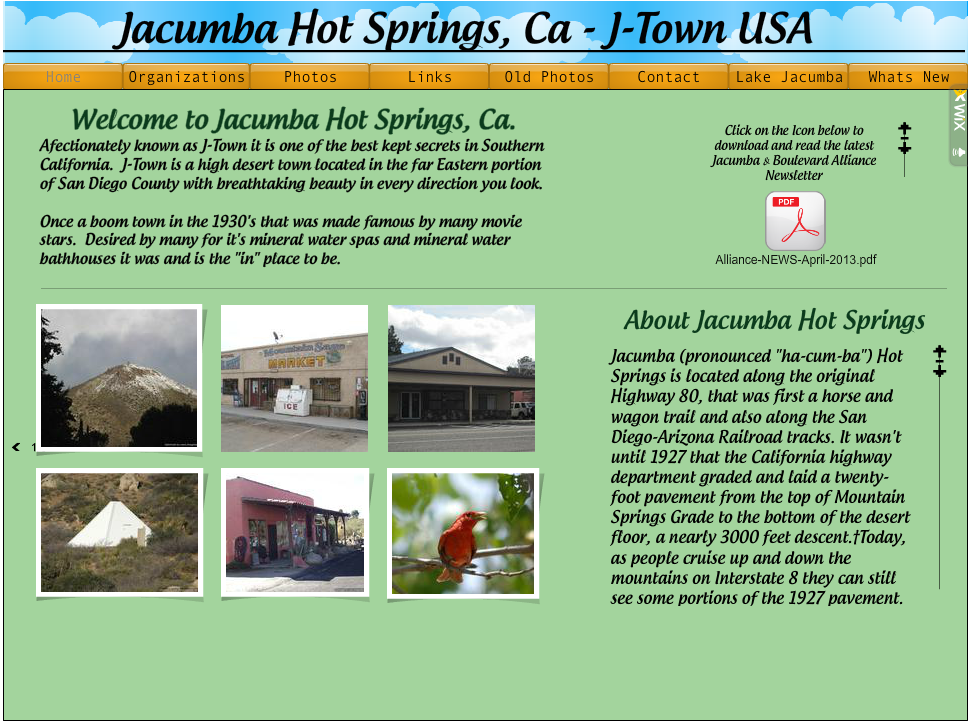 Jacumba Hot Springs, Ca - J-Town USA
Home Organizations Photos Links Old Photos Contact Lake Jacumba Whats New
Welcome to Jacumba Hot Springs, Ca.
Afectionately known as J-Town it is one of the best kept secrets in Southern
California. J-Town is a high desert town located in the far Eastern portion
of San Diego County with breathtaking beauty in every direction you look.
Once a boom town in the 1930's that was made famous by many movie
stars. Desired by many for it's mineral water spas and mineral water
bathhouses it was and is the "in" place to be.
Click on the Icon below to
download and read the latest
Jacumba & Boulevard Alliance
Newsletter
PDF
Alliance-NEWS-April-2013.pdf
WiX
Mountain Sage
MARKET
ICE
1
About Jacumba Hot Springs
Jacumba (pronounced "ha-cum-ba") Hot
Springs is located along the original
Highway 80, that was first a horse and
wagon trail and also along the San
Diego-Arizona Railroad tracks. It wasn't
until 1927 that the California highway
department graded and laid a twenty-
foot pavement from the top of Mountain
Springs Grade to the bottom of the desert
floor, a nearly 3000 feet descent.†Today,
as people cruise up and down the
mountains on Interstate 8 they can still
see some portions of the 1927 pavement.